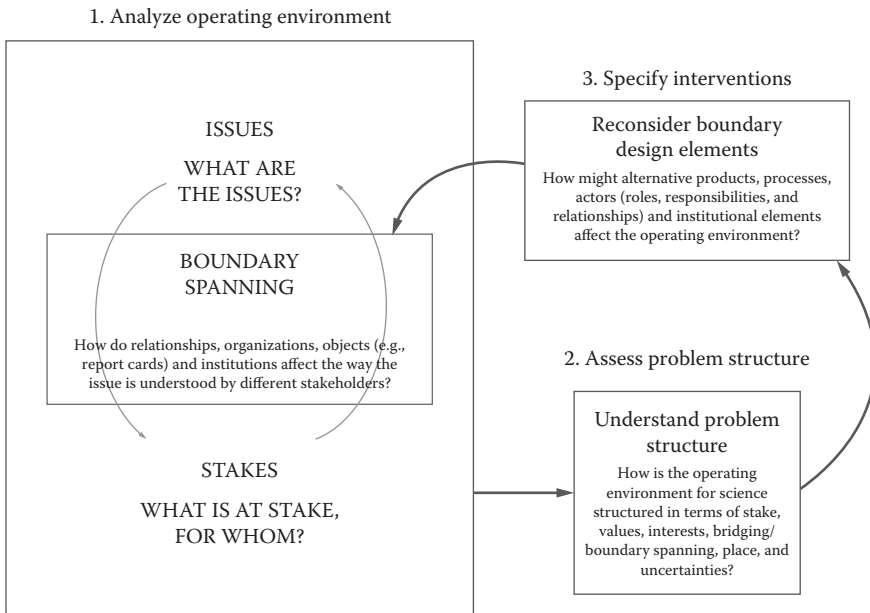 1. Analyze operating environment
ISSUES
WHAT ARE
THE ISSUES?
BOUNDARY
SPANNING
How do relationships, organizations, objects (e.g.,
report cards) and institutions affect the way the
issue is understood by different stakeholders?
STAKES
WHAT IS AT STAKE,
FOR WHOM?
2. Assess problem structure
Understand problem
structure
How is the operating
environment for science
structured in terms of stake,
values, interests, bridging/
boundary spanning, place, and
uncertainties?
3. Specify interventions
Reconsider boundary
design elements
How might alternative products, processes,
actors (roles, responsibilities, and
relationships) and institutional elements
affect the operating environment?